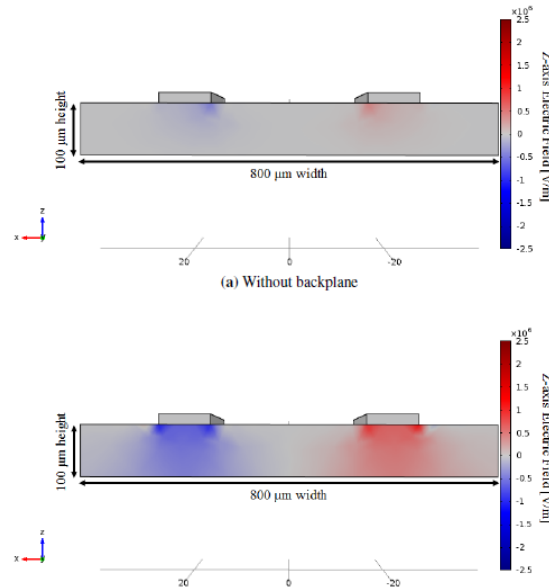 ×10⁶
2.5
2
1.5
1
0.5
0
-0.5
-1
-1.5
-2
-2.5
Z-axis Electric Field [V/m]
100 µm height
800 µm width
z
x
20
0
-20
(a) Without backplane
×10⁶
2.5
2
1.5
1
0.5
0
-0.5
-1
-1.5
-2
-2.5
Z-axis Electric Field [V/m]
100 µm height
800 µm width
z
x
20
0
-20